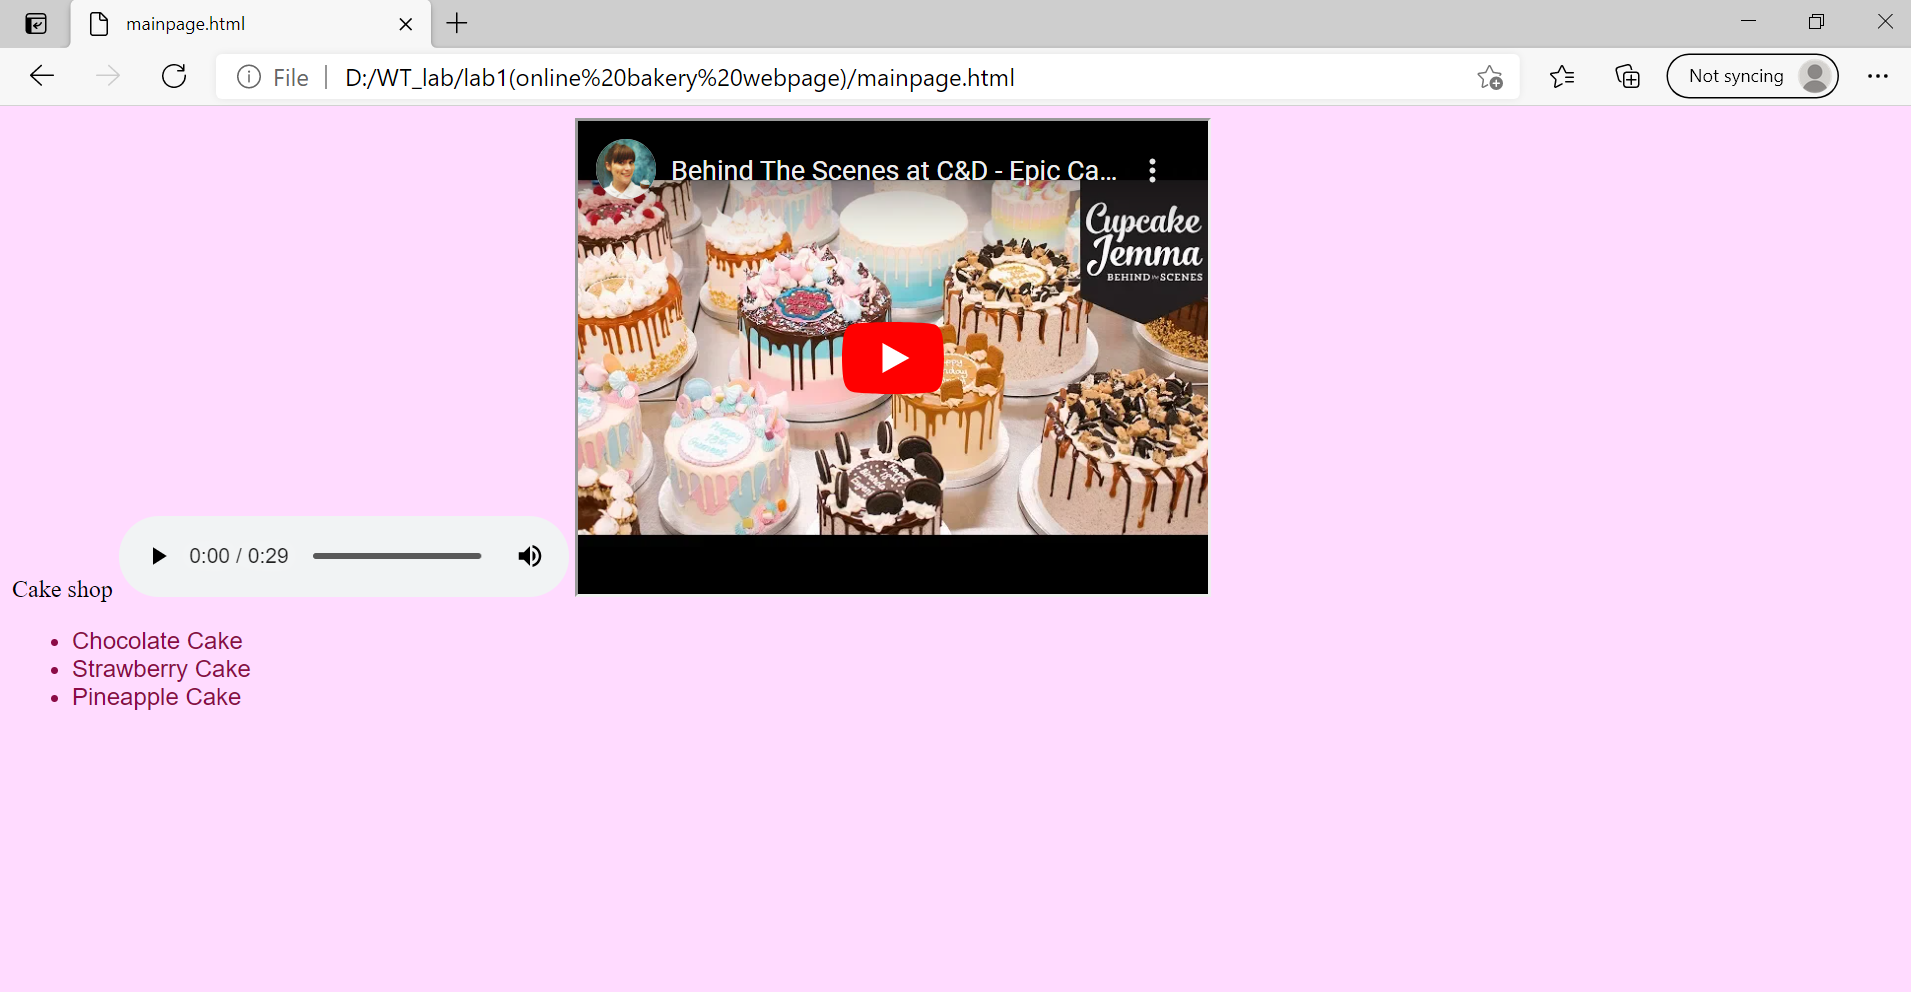 mainpage.html
Not syncing
File | D:/WT_lab/lab1(online%20bakery%20webpage)/mainpage.html
Behind The Scenes at C&D - Epic Ca...
Cupcake
Jemma
BEHIND THE SCENES
0:00 / 0:29
Cake shop
• Chocolate Cake
• Strawberry Cake
• Pineapple Cake